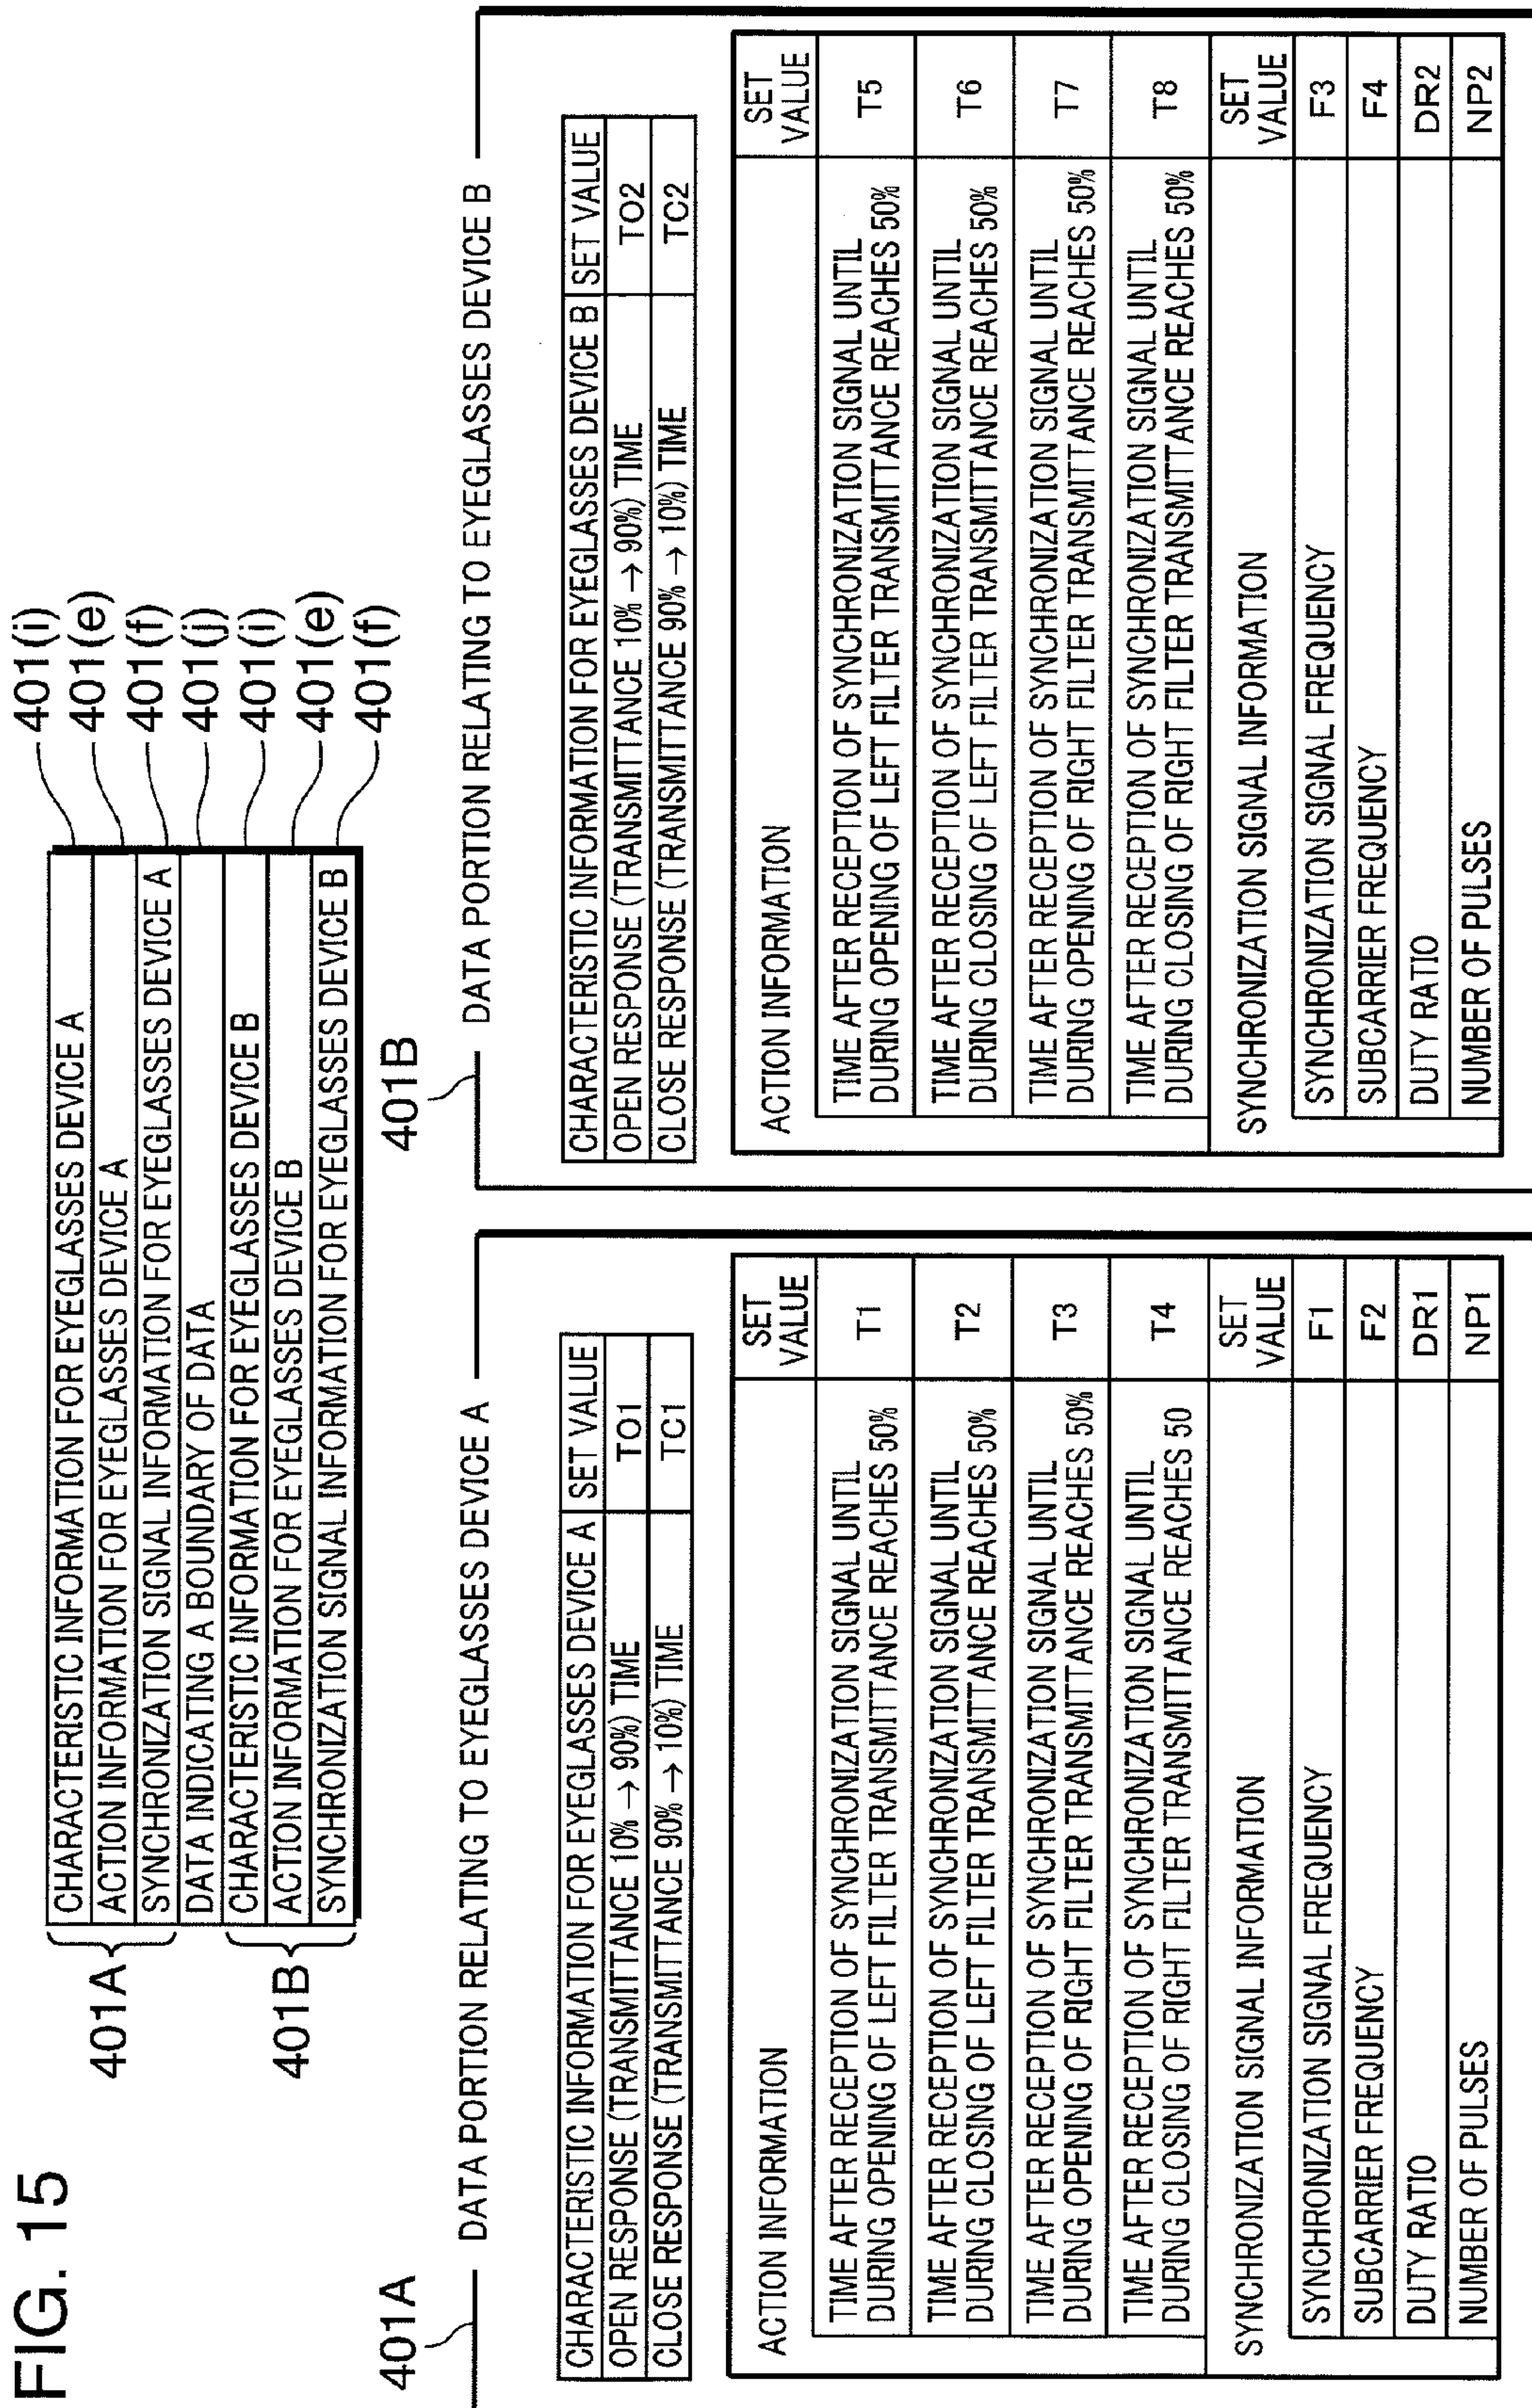 FIG. 15
401A
401B
CHARACTERISTIC INFORMATION FOR EYEGLASSES DEVICE A
ACTION INFORMATION FOR EYEGLASSES DEVICE A
SYNCHRONIZATION SIGNAL INFORMATION FOR EYEGLASSES DEVICE A
DATA INDICATING A BOUNDARY OF DATA
CHARACTERISTIC INFORMATION FOR EYEGLASSES DEVICE B
ACTION INFORMATION FOR EYEGLASSES DEVICE B
SYNCHRONIZATION SIGNAL INFORMATION FOR EYEGLASSES DEVICE B
401(i)
401(e)
401(f)
401(j)
401(i)
401(e)
401(f)
401A
DATA PORTION RELATING TO EYEGLASSES DEVICE A
CHARACTERISTIC INFORMATION FOR EYEGLASSES DEVICE A SET VALUE
OPEN RESPONSE (TRANSMITTANCE 10% → 90%) TIME TO1
CLOSE RESPONSE (TRANSMITTANCE 90% → 10%) TIME TC1
ACTION INFORMATION
SET
VALUE
TIME AFTER RECEPTION OF SYNCHRONIZATION SIGNAL UNTIL
DURING OPENING OF LEFT FILTER TRANSMITTANCE REACHES 50%
T1
TIME AFTER RECEPTION OF SYNCHRONIZATION SIGNAL UNTIL
DURING CLOSING OF LEFT FILTER TRANSMITTANCE REACHES 50%
T2
TIME AFTER RECEPTION OF SYNCHRONIZATION SIGNAL UNTIL
DURING OPENING OF RIGHT FILTER TRANSMITTANCE REACHES 50%
T3
TIME AFTER RECEPTION OF SYNCHRONIZATION SIGNAL UNTIL
DURING CLOSING OF RIGHT FILTER TRANSMITTANCE REACHES 50
T4
SYNCHRONIZATION SIGNAL INFORMATION
SET
VALUE
SYNCHRONIZATION SIGNAL FREQUENCY F1
SUBCARRIER FREQUENCY F2
DUTY RATIO DR1
NUMBER OF PULSES NP1
401B
DATA PORTION RELATING TO EYEGLASSES DEVICE B
CHARACTERISTIC INFORMATION FOR EYEGLASSES DEVICE B SET VALUE
OPEN RESPONSE (TRANSMITTANCE 10% → 90%) TIME TO2
CLOSE RESPONSE (TRANSMITTANCE 90% → 10%) TIME TC2
ACTION INFORMATION
SET
VALUE
TIME AFTER RECEPTION OF SYNCHRONIZATION SIGNAL UNTIL
DURING OPENING OF LEFT FILTER TRANSMITTANCE REACHES 50%
T5
TIME AFTER RECEPTION OF SYNCHRONIZATION SIGNAL UNTIL
DURING CLOSING OF LEFT FILTER TRANSMITTANCE REACHES 50%
T6
TIME AFTER RECEPTION OF SYNCHRONIZATION SIGNAL UNTIL
DURING OPENING OF RIGHT FILTER TRANSMITTANCE REACHES 50%
T7
TIME AFTER RECEPTION OF SYNCHRONIZATION SIGNAL UNTIL
DURING CLOSING OF RIGHT FILTER TRANSMITTANCE REACHES 50%
T8
SYNCHRONIZATION SIGNAL INFORMATION
SET
VALUE
SYNCHRONIZATION SIGNAL FREQUENCY F3
SUBCARRIER FREQUENCY F4
DUTY RATIO DR2
NUMBER OF PULSES NP2